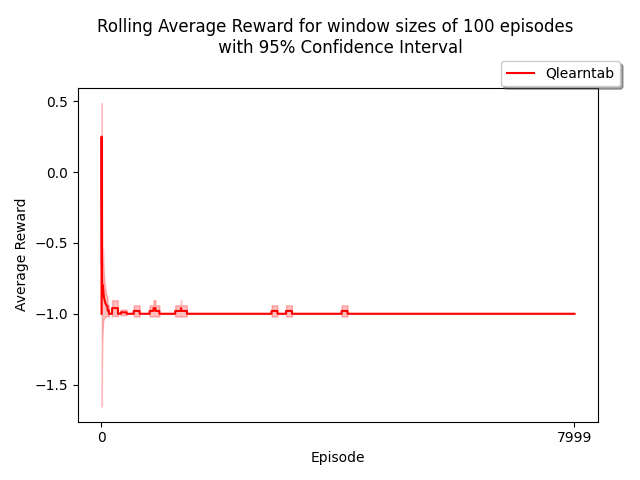 Rolling Average Reward for window sizes of 100 episodes
with 95% Confidence Interval
Qlearntab
0.5
0.0
−0.5
−1.0
−1.5
Average Reward
0
7999
Episode